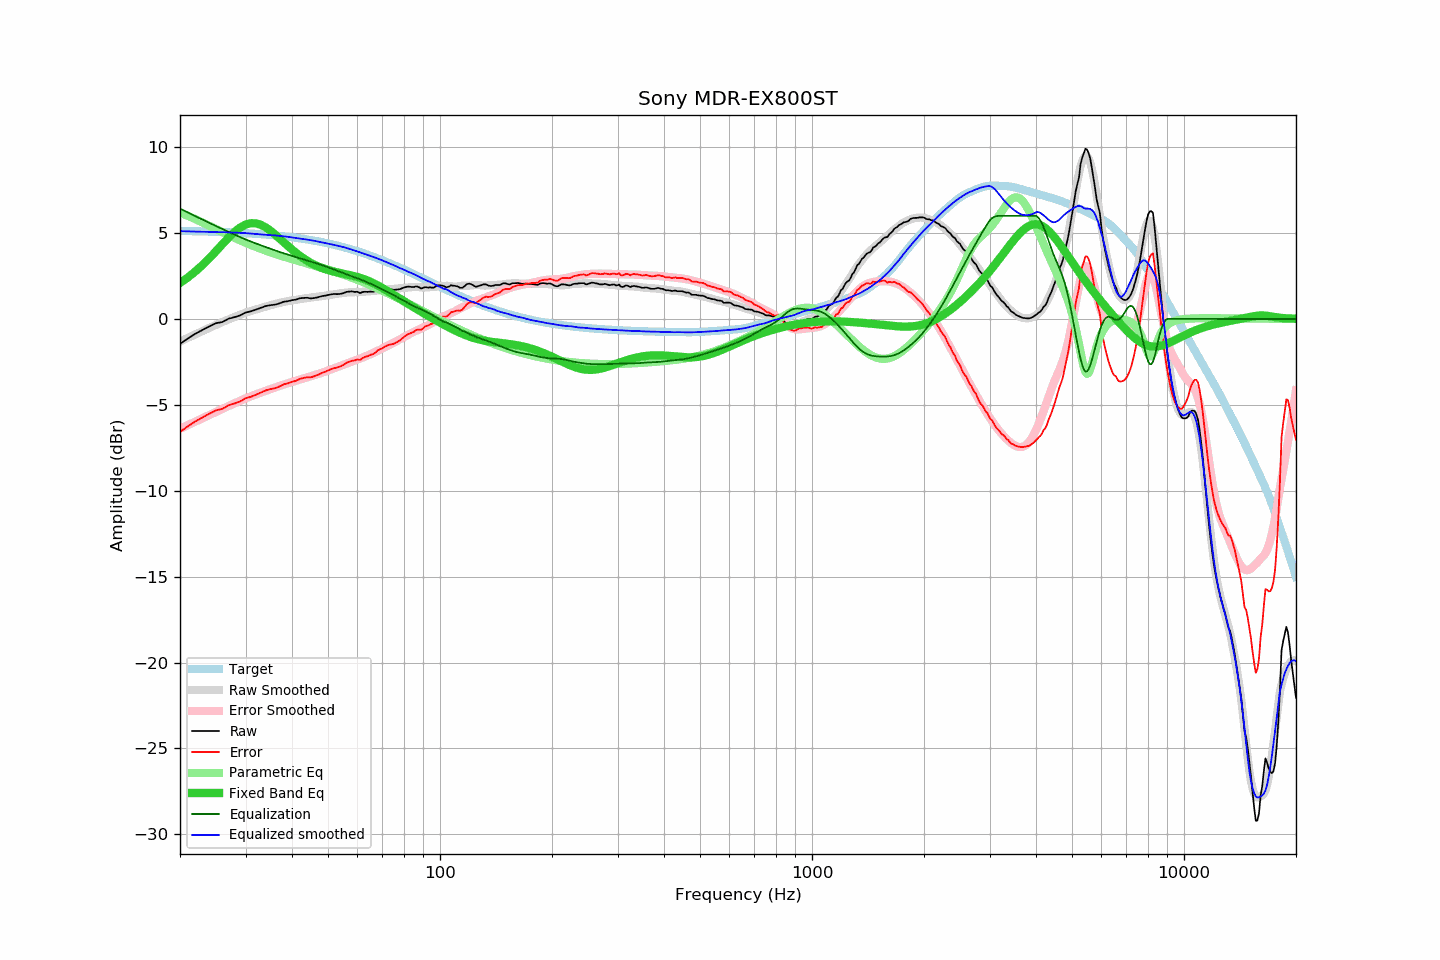 Sony MDR-EX800ST
10
5
0
−5
−10
−15
−20
−25
−30
Amplitude (dBr)
Target
Raw Smoothed
Error Smoothed
Raw
Error
Parametric Eq
Fixed Band Eq
Equalization
Equalized smoothed
100 1000 10000
Frequency (Hz)